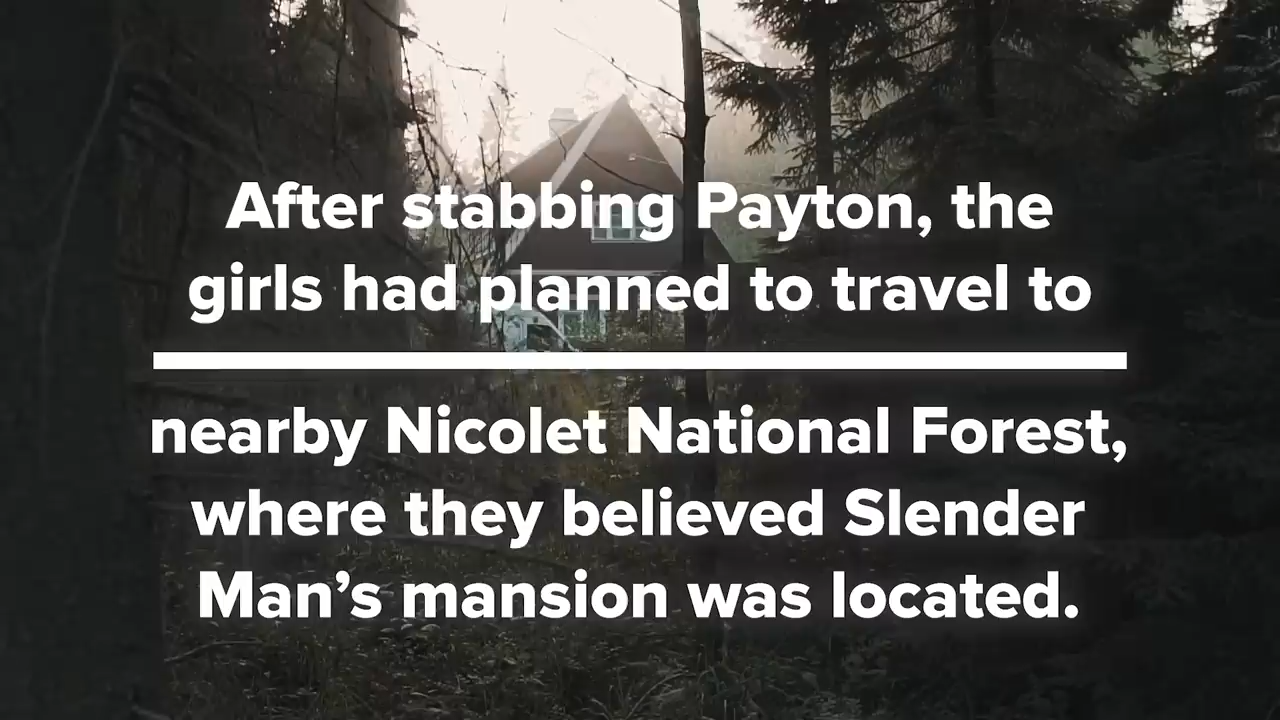 After stabbing Payton, the
girls had planned to travel to
nearby Nicolet National Forest,
where they believed Slender
Man’s mansion was located.